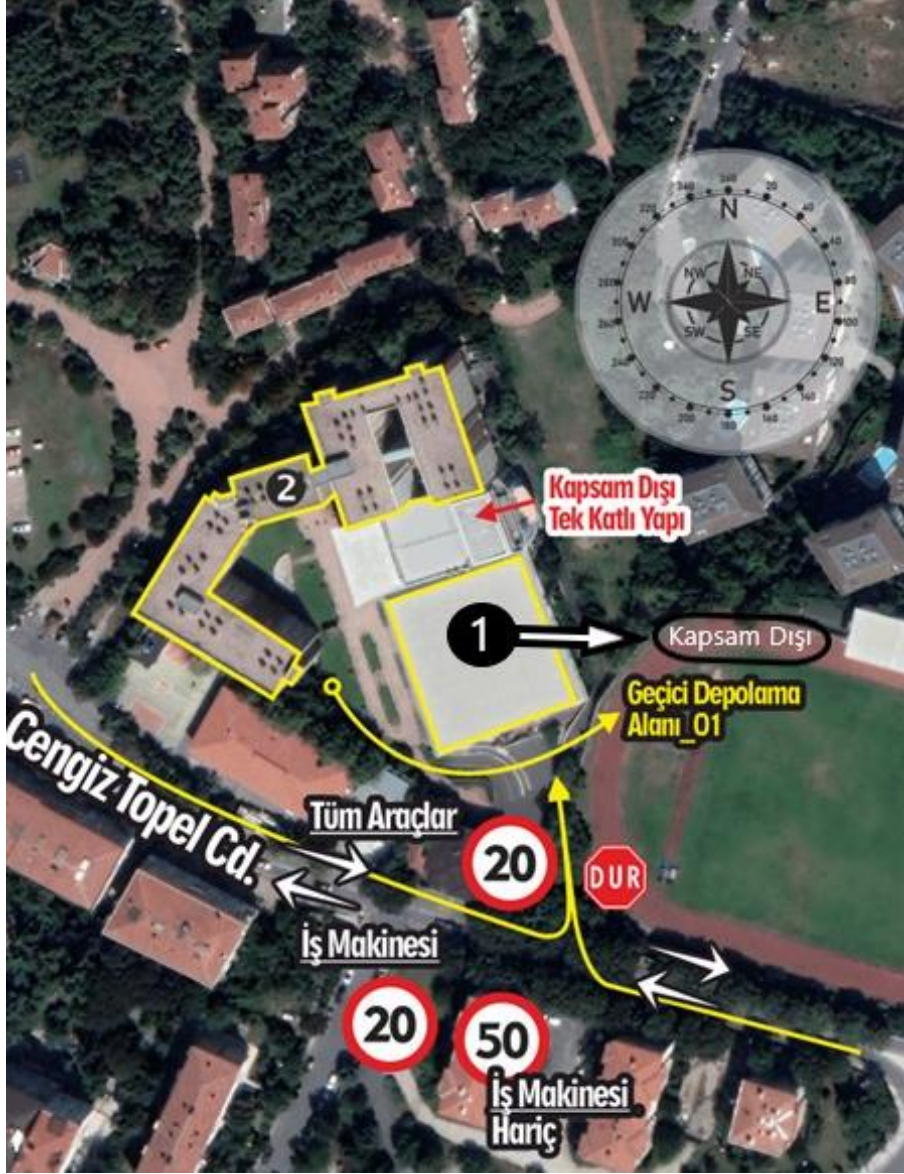 N
NW
NE
W
E
SW
SE
S
2
Kapsam Dışı
Tek Katlı Yapı
1
Kapsam Dışı
Geçici Depolama
Alanı_01
Cengiz Topel Cd.
Tüm Araçlar
20
DUR
İş Makinesi
20
50
İş Makinesi
Hariç